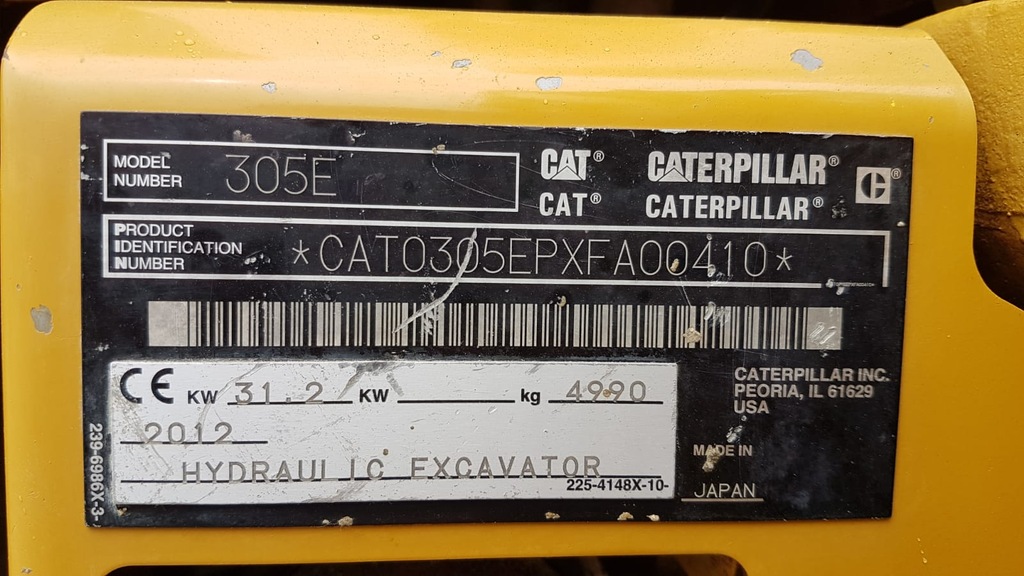 MODEL NUMBER 305E
CAT® CATERPILLAR® C®
CAT® CATERPILLAR®
PRODUCT IDENTIFICATION NUMBER *CAT0305EPXFA00410*
CE KW 31.2 KW kg 4990
2012
HYDRAULIC EXCAVATOR
225-4148X-10-
239-6986X-3-
CATERPILLAR INC.
PEORIA, IL 61629
USA
MADE IN
JAPAN